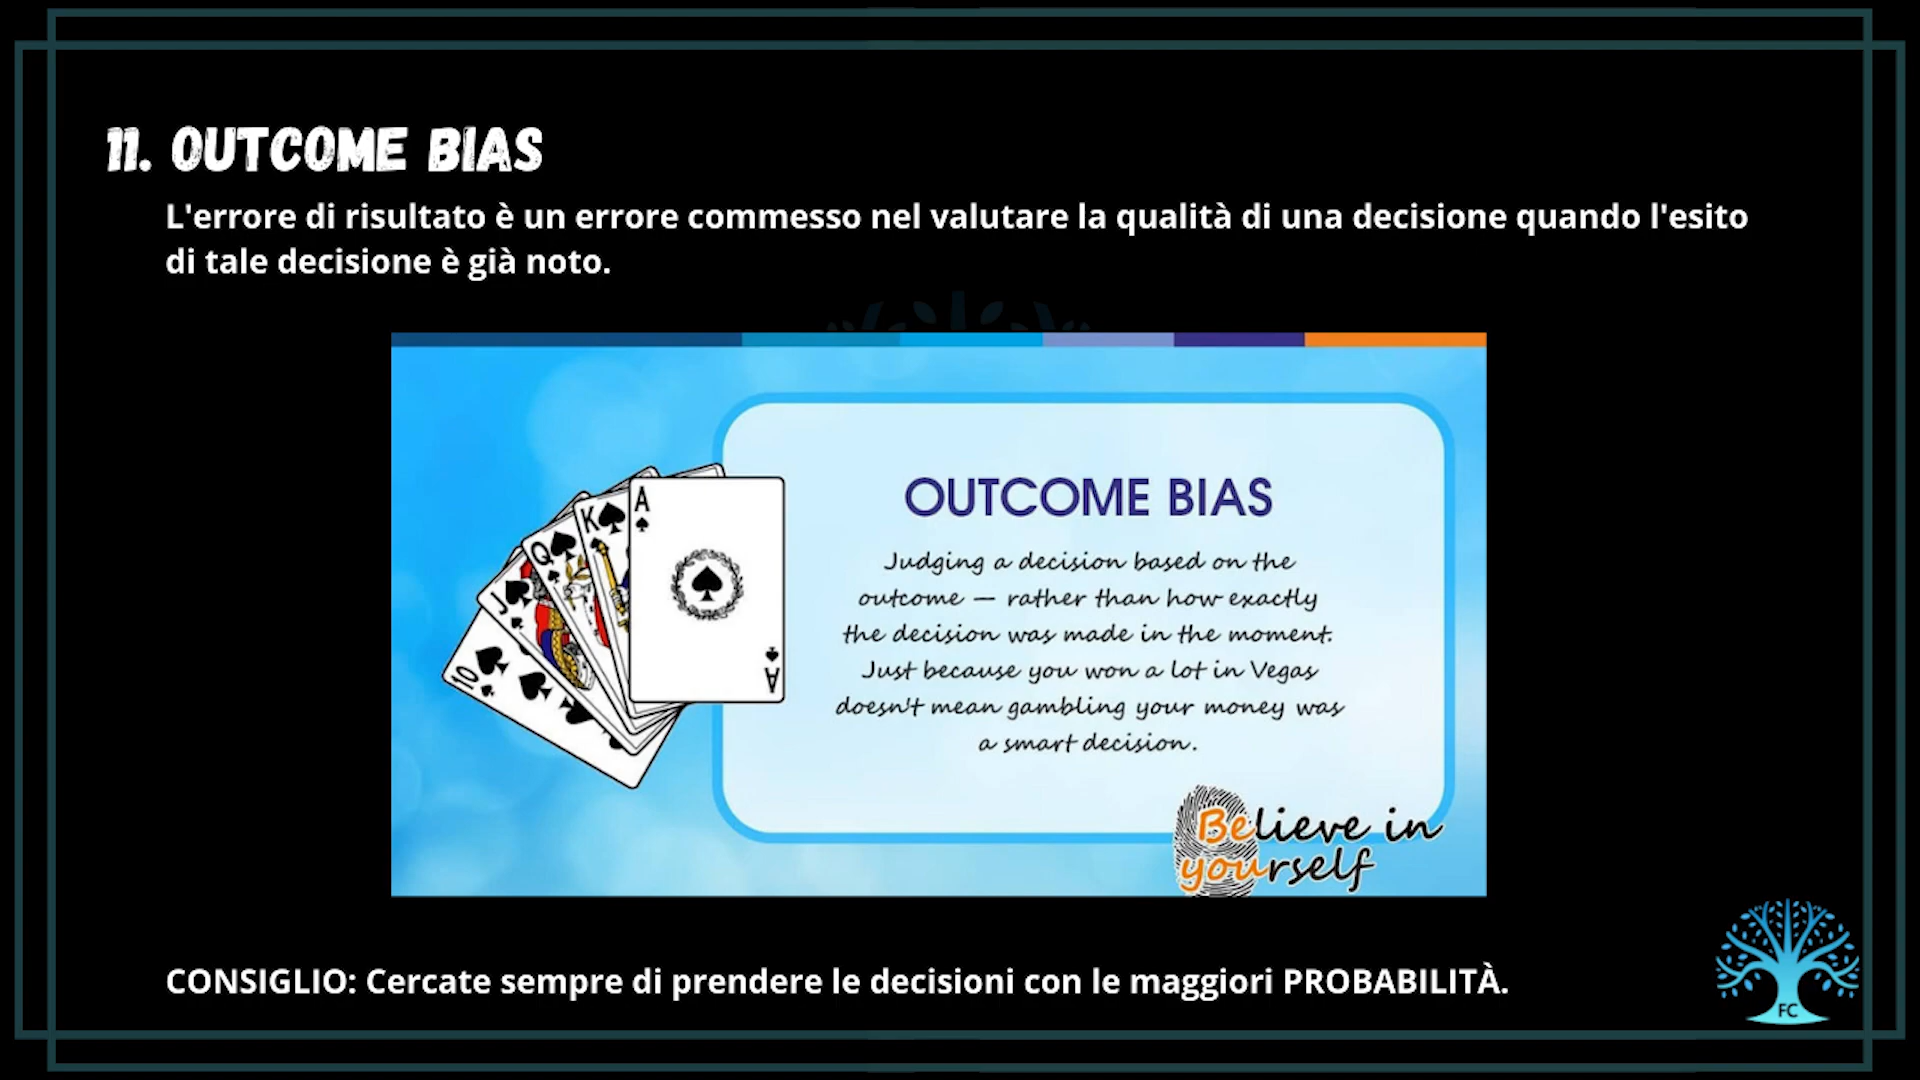 11. OUTCOME BIAS
L'errore di risultato è un errore commesso nel valutare la qualità di una decisione quando l'esito
di tale decisione è già noto.
A
K
Q
J
10
A
OUTCOME BIAS
Judging a decision based on the
outcome — rather than how exactly
the decision was made in the moment.
Just because you won a lot in Vegas
doesn't mean gambling your money was
a smart decision.
Believe in
yourself
CONSIGLIO: Cercate sempre di prendere le decisioni con le maggiori PROBABILITÀ.
FC